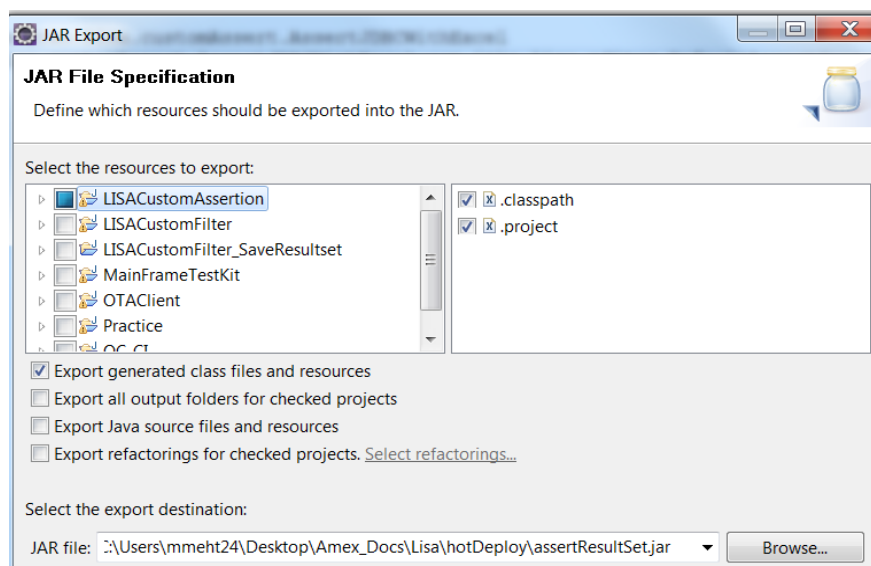 JAR Export
JAR File Specification
Define which resources should be exported into the JAR.
Select the resources to export:
LISACustomAssertion
LISACustomFilter
LISACustomFilter_SaveResultset
MainFrameTestKit
OTAClient
Practice
.classpath
.project
Export generated class files and resources
Export all output folders for checked projects
Export Java source files and resources
Export refactorings for checked projects. Select refactorings...
Select the export destination:
JAR file: :\Users\mmeht24\Desktop\Amex_Docs\Lisa\hotDeploy\assertResultSet.jar Browse...